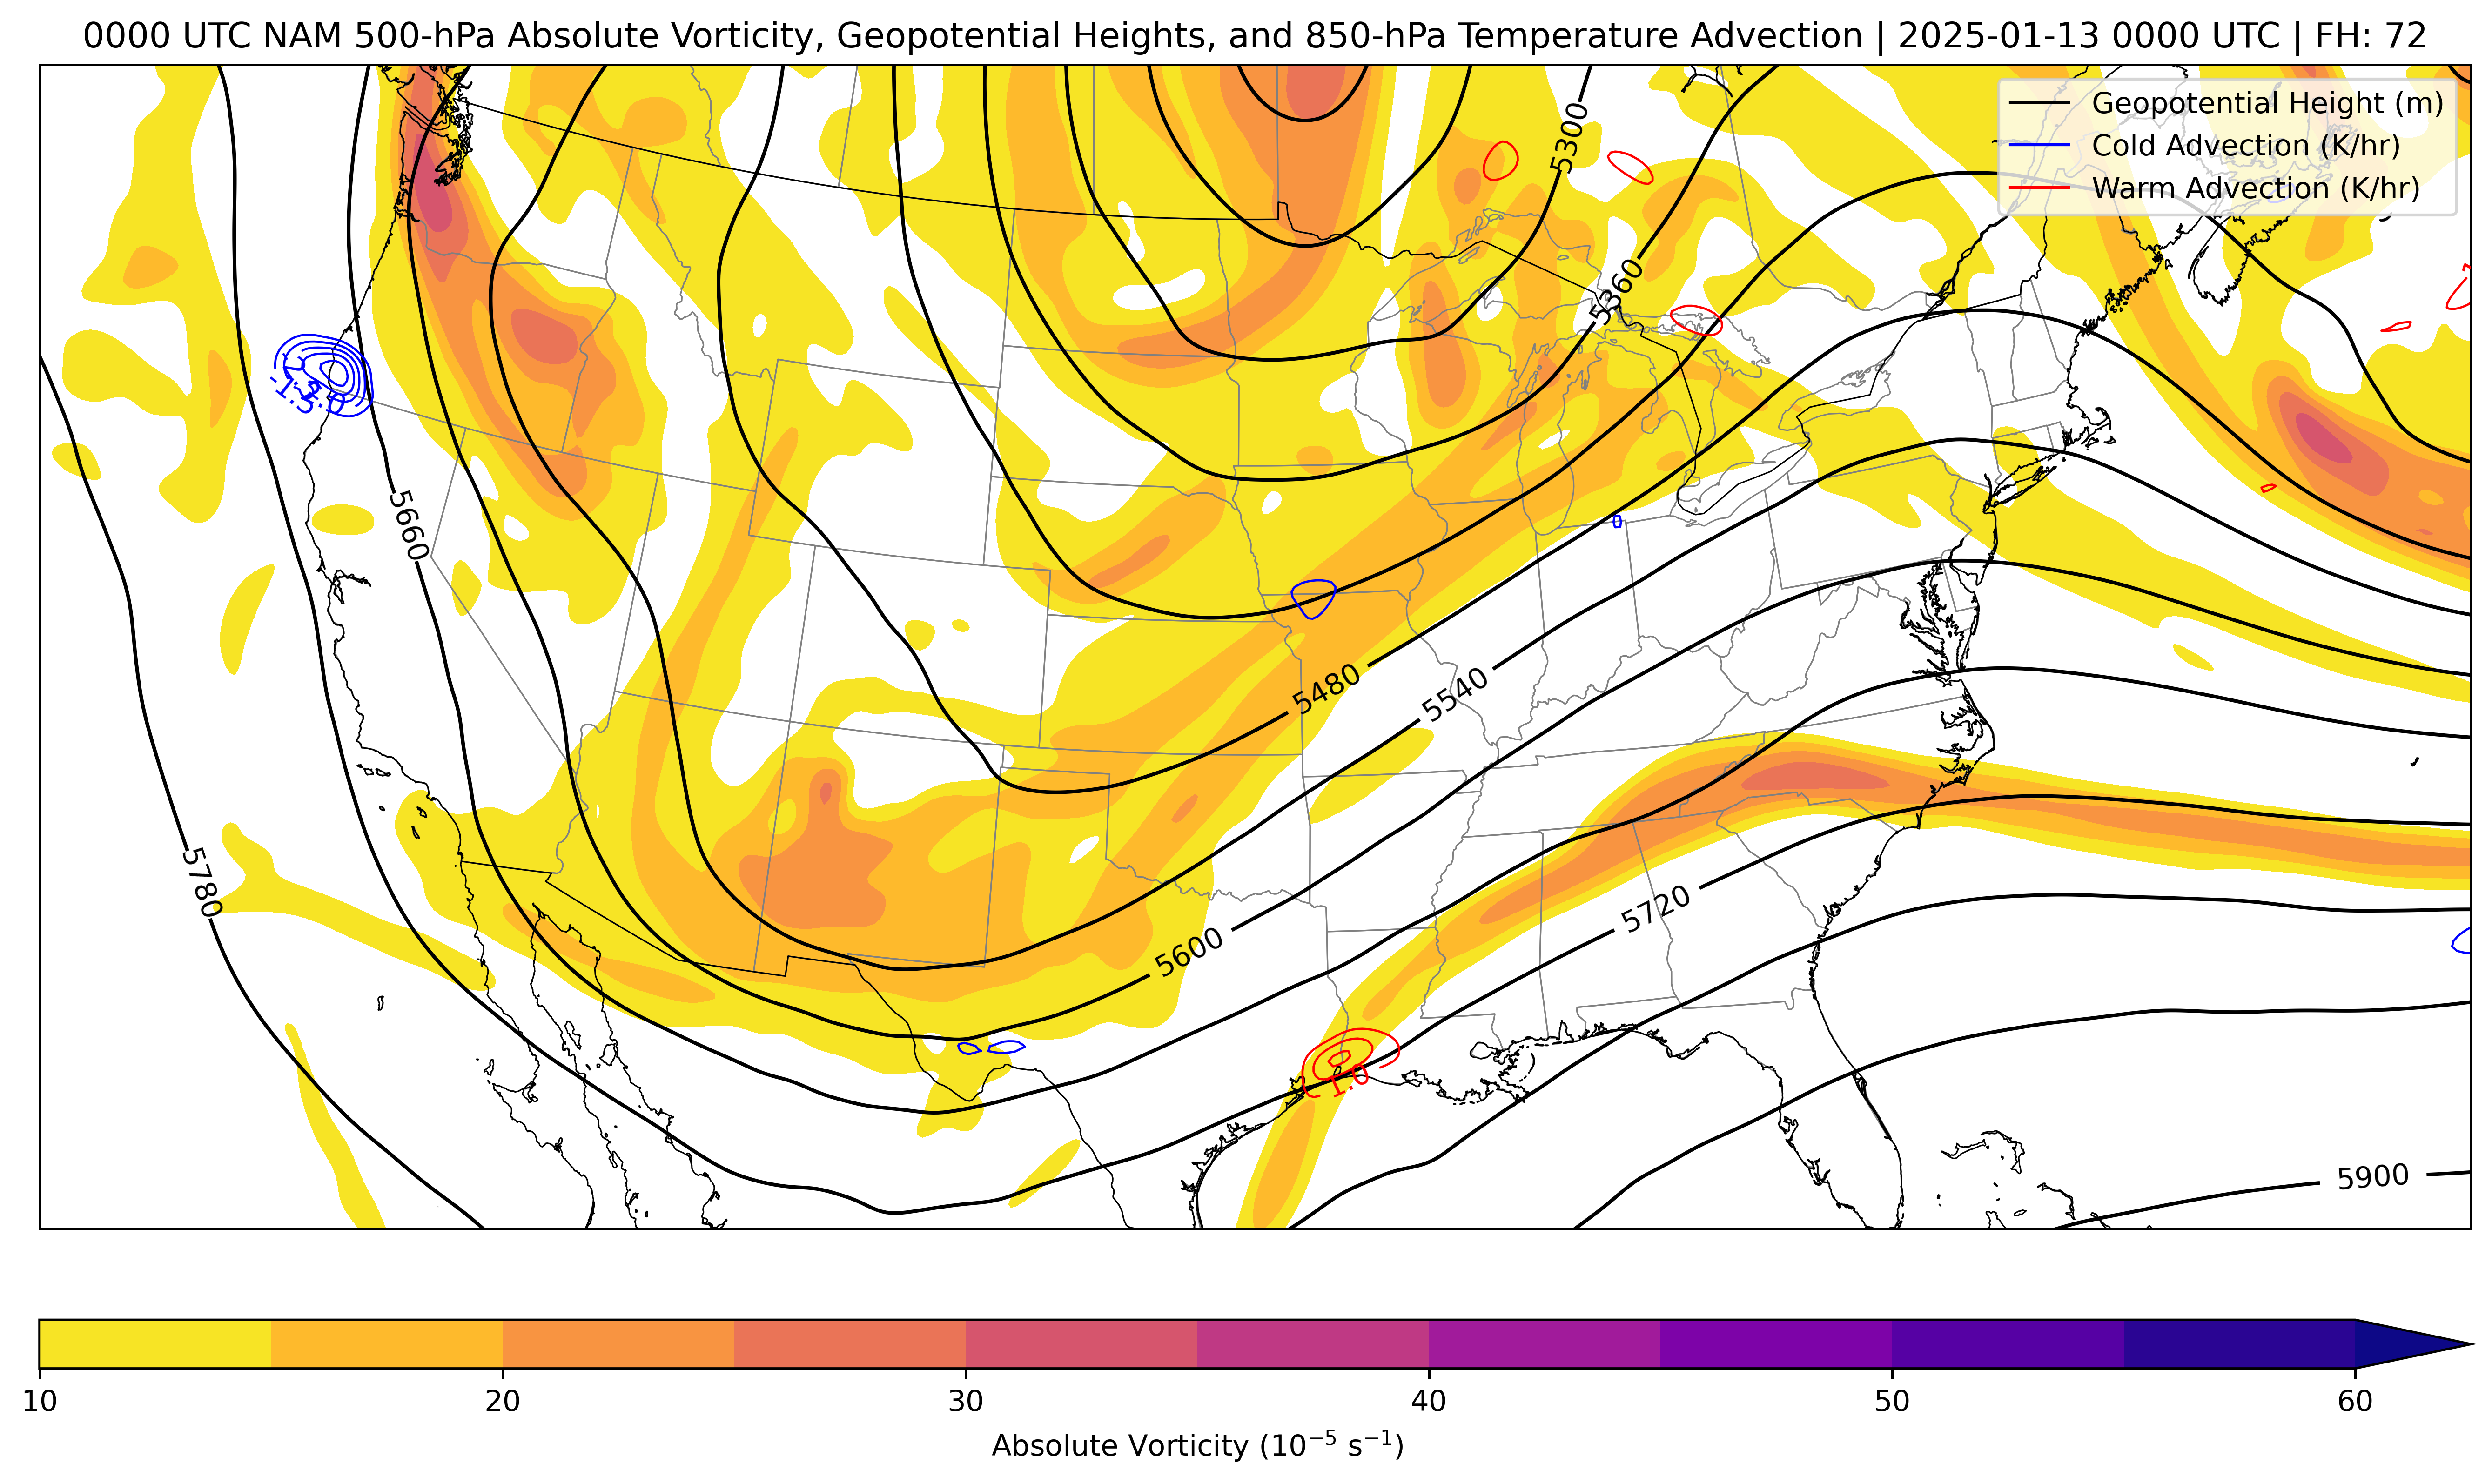 0000 UTC NAM 500-hPa Absolute Vorticity, Geopotential Heights, and 850-hPa Temperature Advection | 2025-01-13 0000 UTC | FH: 72
Geopotential Height (m)
Cold Advection (K/hr)
Warm Advection (K/hr)
5300
5360
5660
5480
5540
5780
5720
5600
1.0
5900
10 20 30 40 50 60
Absolute Vorticity (10⁻⁵ s⁻¹)